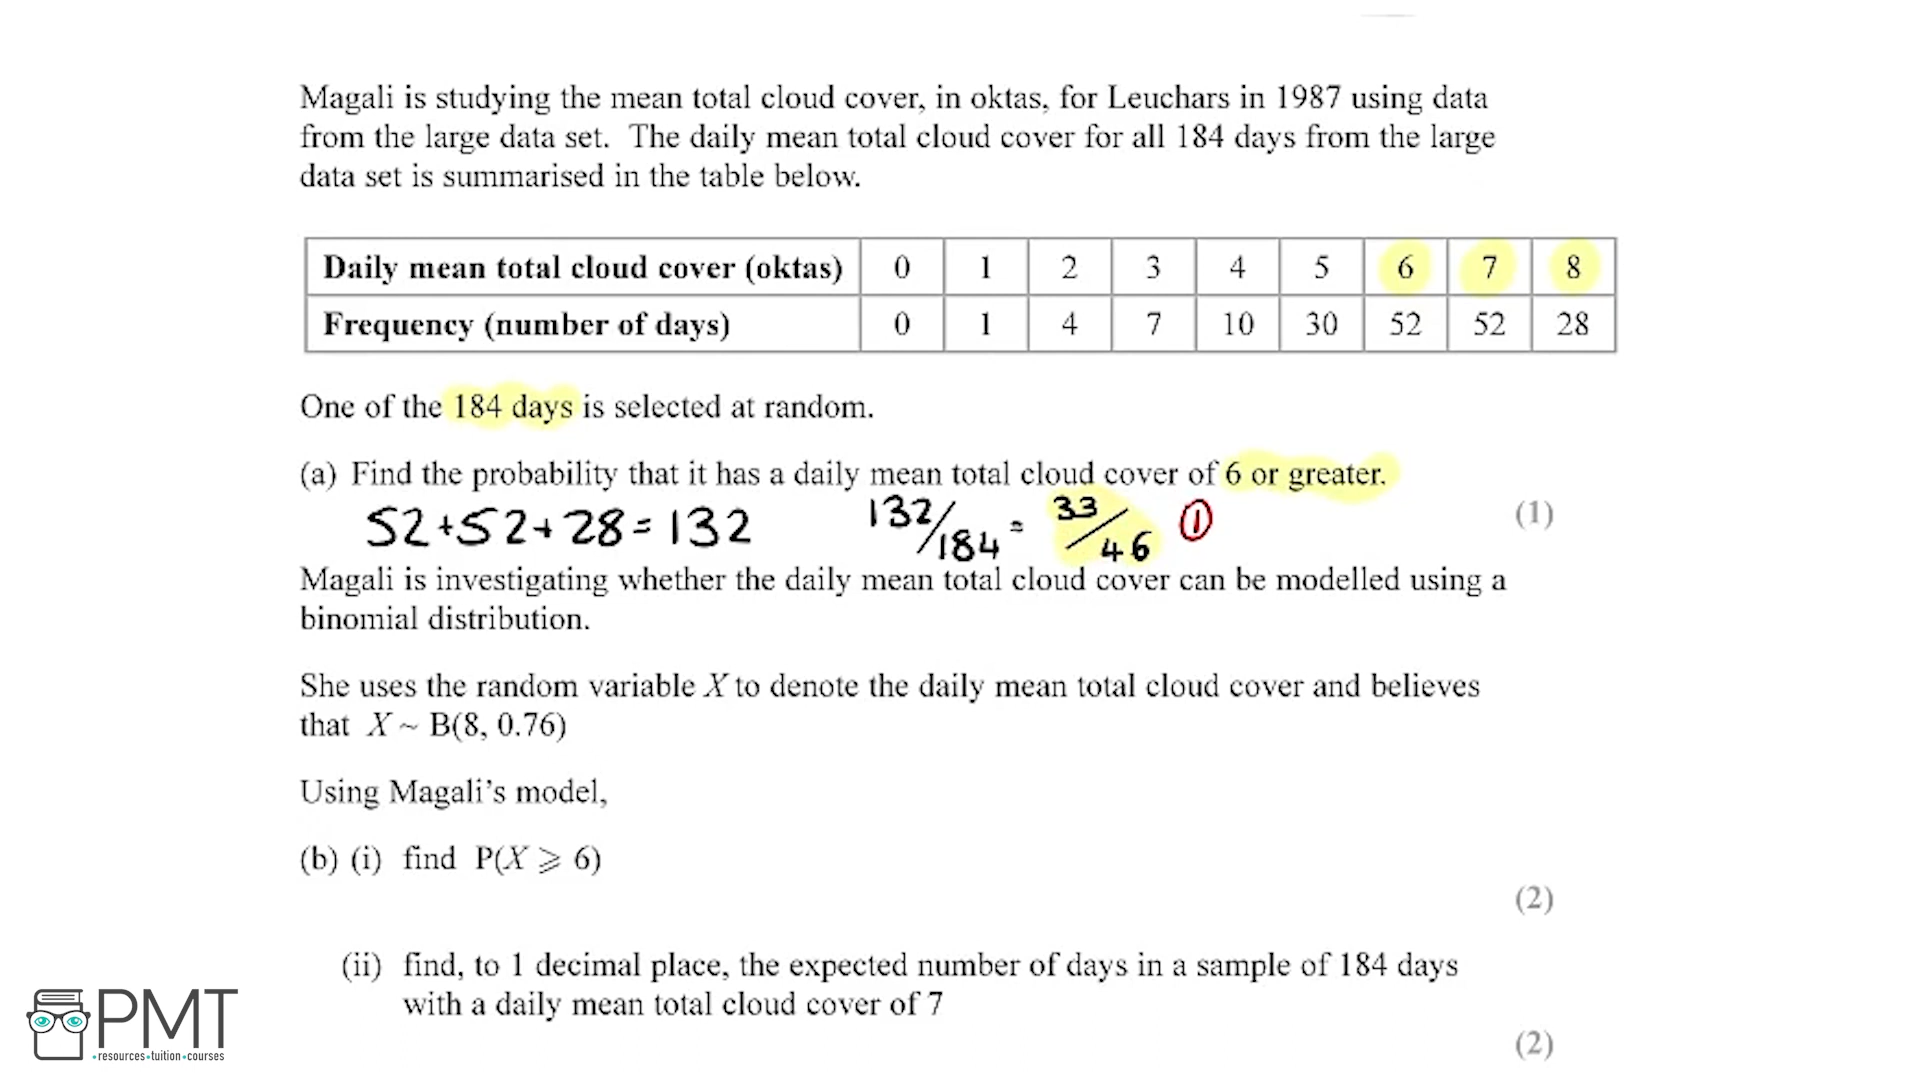 Magali is studying the mean total cloud cover, in oktas, for Leuchars in 1987 using data
from the large data set. The daily mean total cloud cover for all 184 days from the large
data set is summarised in the table below.
Daily mean total cloud cover (oktas) 0 1 2 3 4 5 6 7 8
Frequency (number of days) 0 1 4 7 10 30 52 52 28
One of the 184 days is selected at random.
(a) Find the probability that it has a daily mean total cloud cover of 6 or greater.
52+52+28=132 132/184 = 33/46 ① (1)
Magali is investigating whether the daily mean total cloud cover can be modelled using a
binomial distribution.
She uses the random variable X to denote the daily mean total cloud cover and believes
that X ~ B(8, 0.76)
Using Magali's model,
(b) (i) find P(X ⩾ 6)
(2)
(ii) find, to 1 decimal place, the expected number of days in a sample of 184 days
with a daily mean total cloud cover of 7
(2)
PMT
•resources•tuition•courses